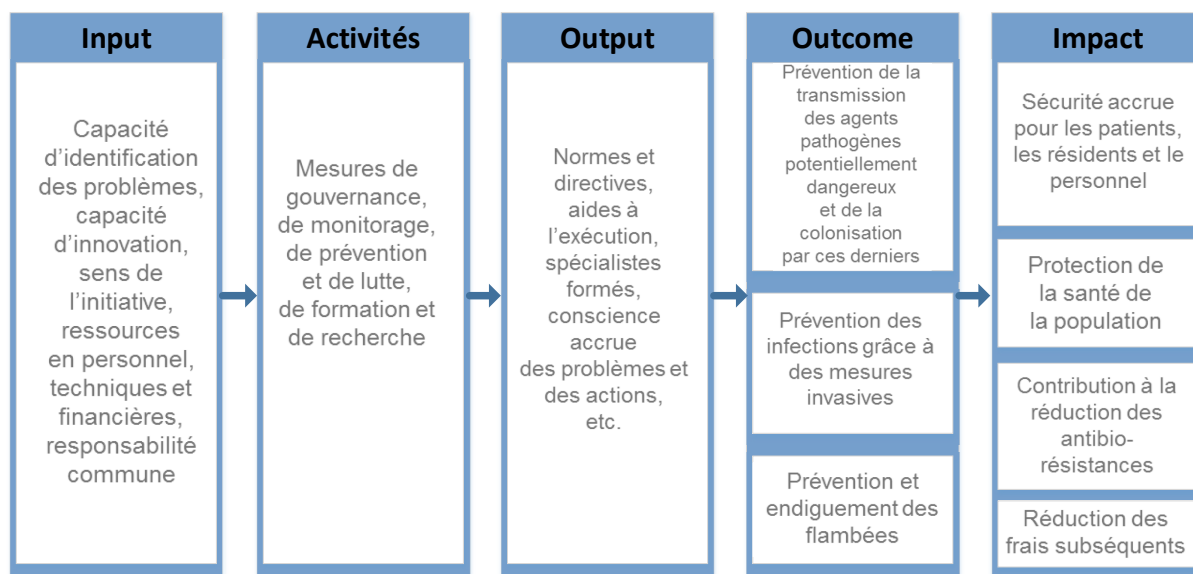 Input
Capacité
d'identification
des problèmes,
capacité
d'innovation,
sens de
l'initiative,
ressources
en personnel,
techniques et
financières,
responsabilité
commune
Activités
Mesures de
gouvernance,
de monitorage,
de prévention
et de lutte,
de formation et
de recherche
Output
Normes et
directives,
aides à
l'exécution,
spécialistes
formés,
conscience
accrue
des problèmes et
des actions,
etc.
Outcome
Prévention de la
transmission
des agents
pathogènes
potentiellement
dangereux
et de la
colonisation
par ces derniers
Prévention des
infections grâce à
des mesures
invasives
Prévention et
endiguement des
flambées
Impact
Sécurité accrue
pour les patients,
les résidents et le
personnel
Protection de
la santé de
la population
Contribution à la
réduction des
antibio-
résistances
Réduction des
frais subséquents